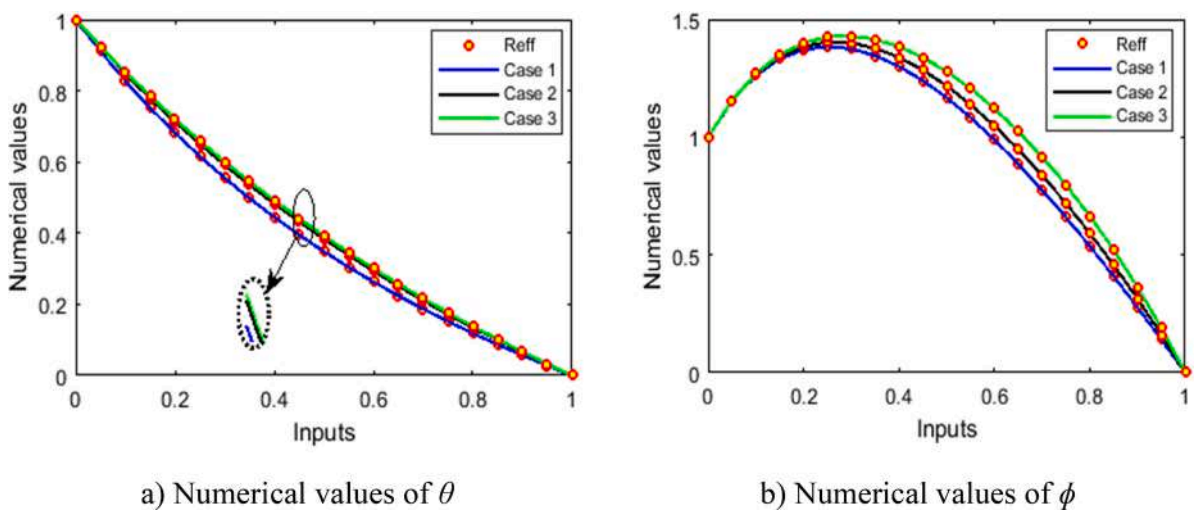 1
0.8
0.6
0.4
0.2
0
Numerical values
0 0.2 0.4 0.6 0.8 1
Inputs
Reff
Case 1
Case 2
Case 3
a) Numerical values of θ
1.5
1
0.5
0
Numerical values
0 0.2 0.4 0.6 0.8 1
Inputs
Reff
Case 1
Case 2
Case 3
b) Numerical values of ϕ